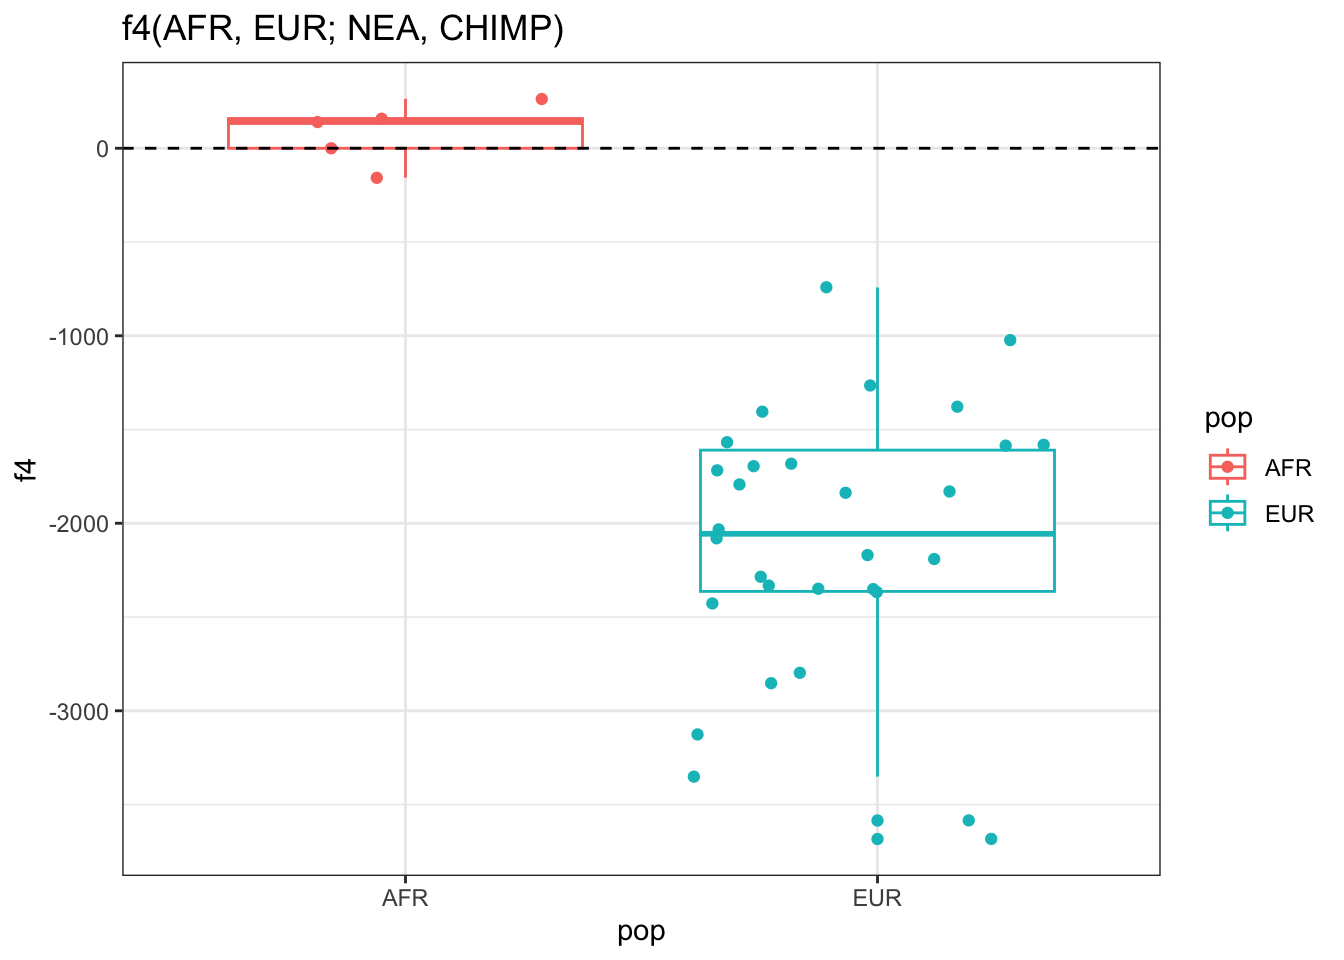 f4(AFR, EUR; NEA, CHIMP)
f4
0
-1000
-2000
-3000
AFR
EUR
pop
pop
AFR
EUR